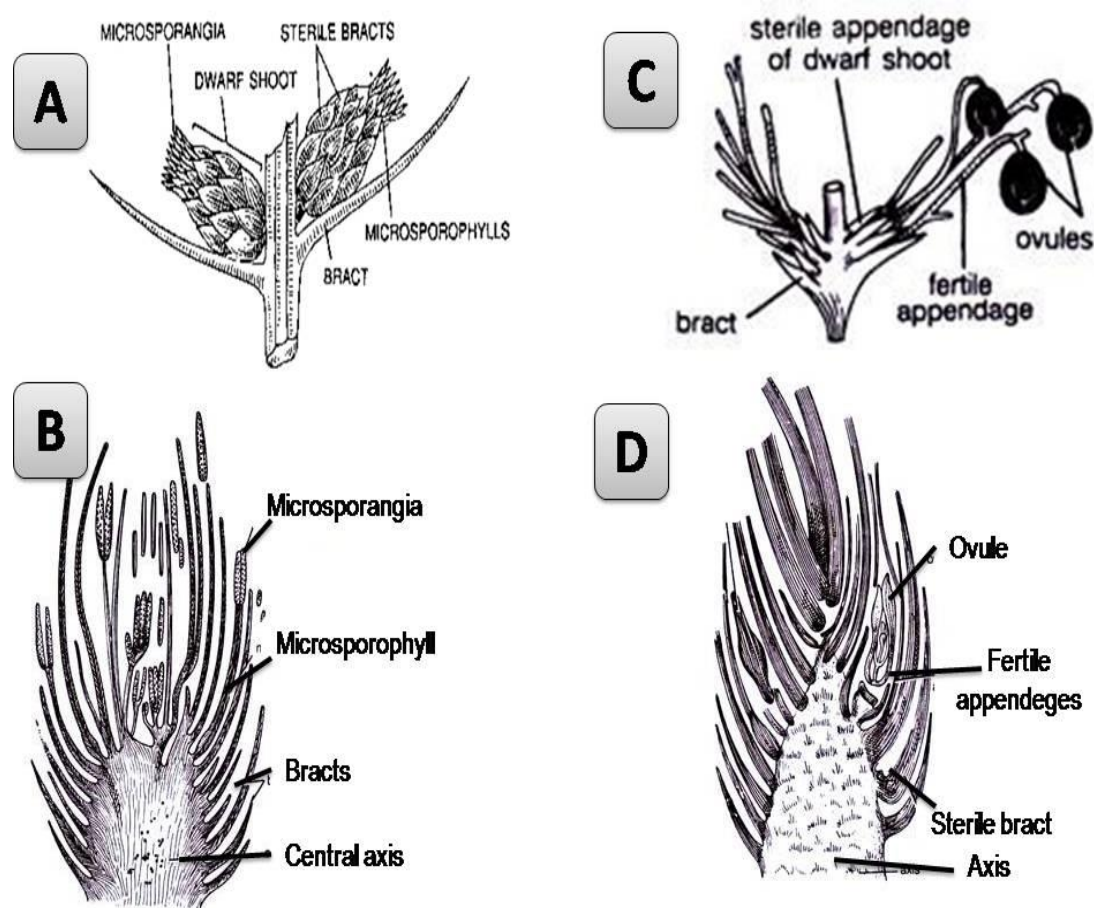 A
MICROSPORANGIA
STERILE BRACTS
DWARF SHOOT
MICROSPOROPHYLLS
BRACT
C
sterile appendage
of dwarf shoot
ovules
fertile
appendage
bract
B
Microsporangia
Microsporophyll
Bracts
Central axis
D
Ovule
Fertile
appendeges
Sterile bract
Axis
axis